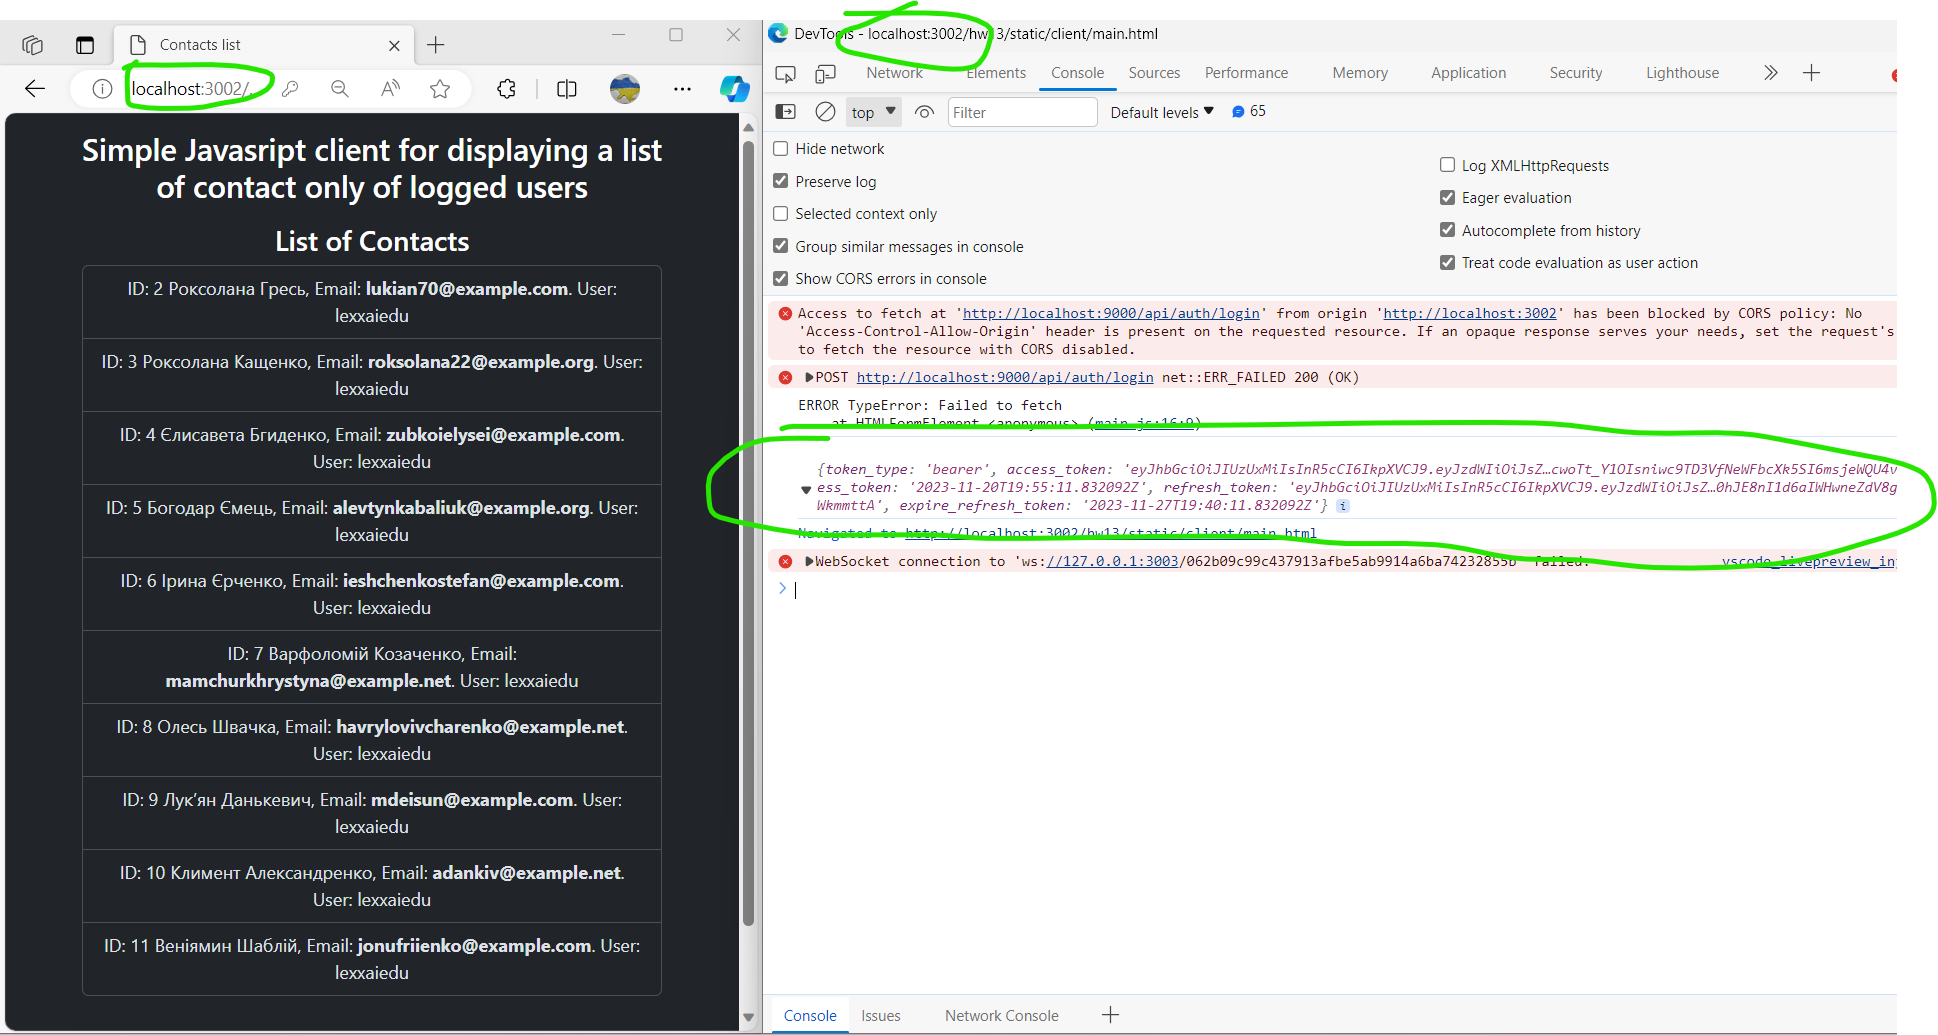 Contacts list
localhost:3002/...
Simple Javasript client for displaying a list
of contact only of logged users
List of Contacts
ID: 2 Роксолана Гресь, Email: lukian70@example.com. User:
lexxaiedu
ID: 3 Роксолана Кащенко, Email: roksolana22@example.org. User:
lexxaiedu
ID: 4 Єлисавета Бгиденко, Email: zubkoielysei@example.com.
User: lexxaiedu
ID: 5 Богодар Ємець, Email: alevtynkabaliuk@example.org. User:
lexxaiedu
ID: 6 Ірина Єрченко, Email: ieshchenkostefan@example.com.
User: lexxaiedu
ID: 7 Варфоломій Козаченко, Email:
mamchurkhrystyna@example.net. User: lexxaiedu
ID: 8 Олесь Швачка, Email: havrylovivcharenko@example.net.
User: lexxaiedu
ID: 9 Лук’ян Данькевич, Email: mdeisun@example.com. User:
lexxaiedu
ID: 10 Климент Александренко, Email: adankiv@example.net.
User: lexxaiedu
ID: 11 Веніямин Шаблій, Email: jonufriienko@example.com. User:
lexxaiedu
DevTools - localhost:3002/hw13/static/client/main.html
Network Elements Console Sources Performance Memory Application Security Lighthouse
top Filter Default levels 65
Hide network
Preserve log
Selected context only
Group similar messages in console
Show CORS errors in console
Log XMLHttpRequests
Eager evaluation
Autocomplete from history
Treat code evaluation as user action
Access to fetch at 'http://localhost:9000/api/auth/login' from origin 'http://localhost:3002' has been blocked by CORS policy: No
'Access-Control-Allow-Origin' header is present on the requested resource. If an opaque response serves your needs, set the request's
to fetch the resource with CORS disabled.
POST http://localhost:9000/api/auth/login net::ERR_FAILED 200 (OK)
ERROR TypeError: Failed to fetch
at HTMLFormElement.<anonymous> (main.js:16:9)
{token_type: 'bearer', access_token: 'eyJhbGciOiJIUzUxMiIsInR5cCI6IkpXVCJ9.eyJzdWIiOiJsZ…cwoTt_Y1OIsniwc9TD3VfNeWFbcXk5SI6msjeWQU4v
ess_token: '2023-11-20T19:55:11.832092Z', refresh_token: 'eyJhbGciOiJIUzUxMiIsInR5cCI6IkpXVCJ9.eyJzdWIiOiJsZ…0hJE8nI1d6aIWHwneZdV8g
WkmmttA', expire_refresh_token: '2023-11-27T19:40:11.832092Z'}
Navigated to http://localhost:3002/hw13/static/client/main.html
WebSocket connection to 'ws://127.0.0.1:3003/062b09c99c437913afbe5ab9914a6ba74232855b' failed: vscode_livepreview_in
Console Issues Network Console